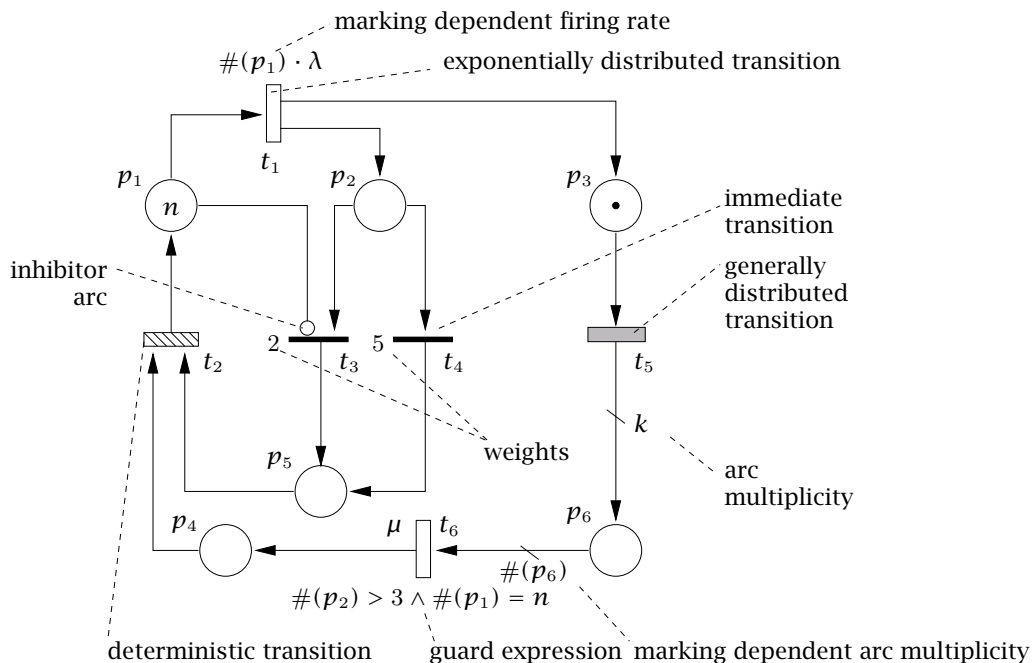 marking dependent firing rate
#(p₁) · λ
exponentially distributed transition
t₁
p₁
p₂
p₃
n
immediate
transition
inhibitor
arc
generally
distributed
transition
t₂
2
t₃
5
t₄
t₅
k
weights
p₅
arc
multiplicity
p₄
μ
t₆
p₆
#(p₆)
#(p₂) > 3 ∧ #(p₁) = n
deterministic transition
guard expression
marking dependent arc multiplicity